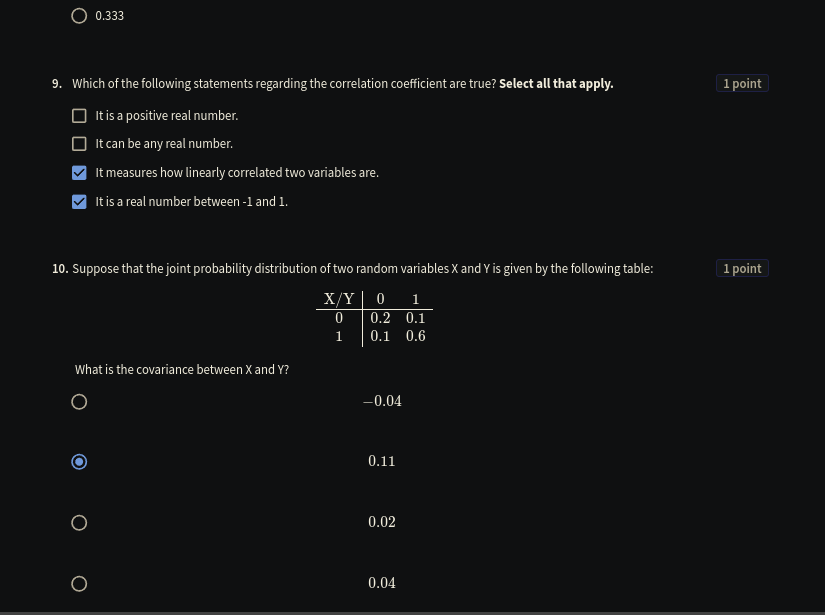 0.333
9. Which of the following statements regarding the correlation coefficient are true? Select all that apply. 1 point
It is a positive real number.
It can be any real number.
It measures how linearly correlated two variables are.
It is a real number between -1 and 1.
10. Suppose that the joint probability distribution of two random variables X and Y is given by the following table: 1 point
X/Y 0 1
0 0.2 0.1
1 0.1 0.6
What is the covariance between X and Y?
−0.04
0.11
0.02
0.04